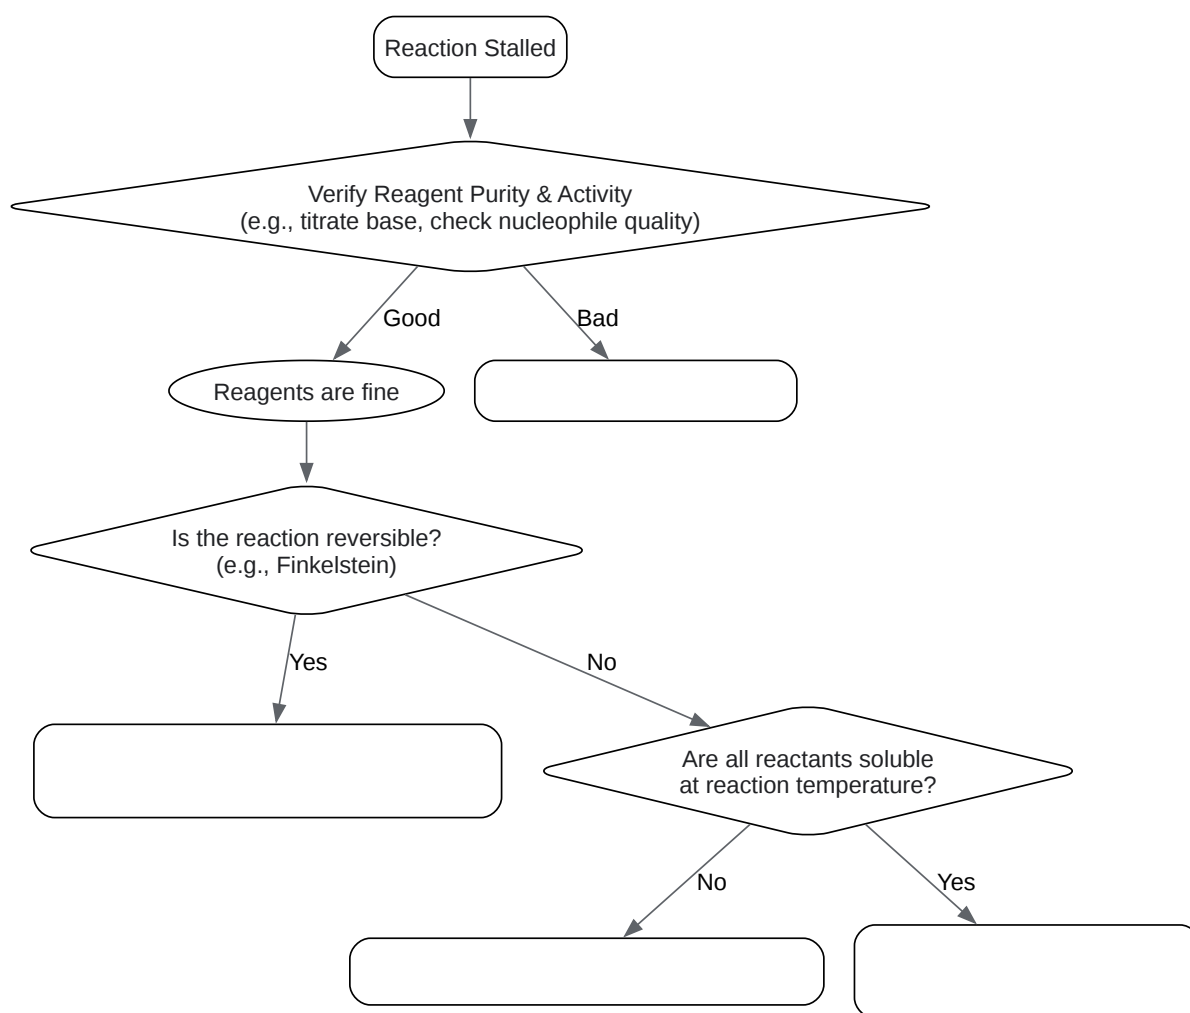 Reaction Stalled
Verify Reagent Purity & Activity
(e.g., titrate base, check nucleophile quality)
Good
Bad
Reagents are fine
Is the reaction reversible?
(e.g., Finkelstein)
Yes
No
Are all reactants soluble
at reaction temperature?
No
Yes